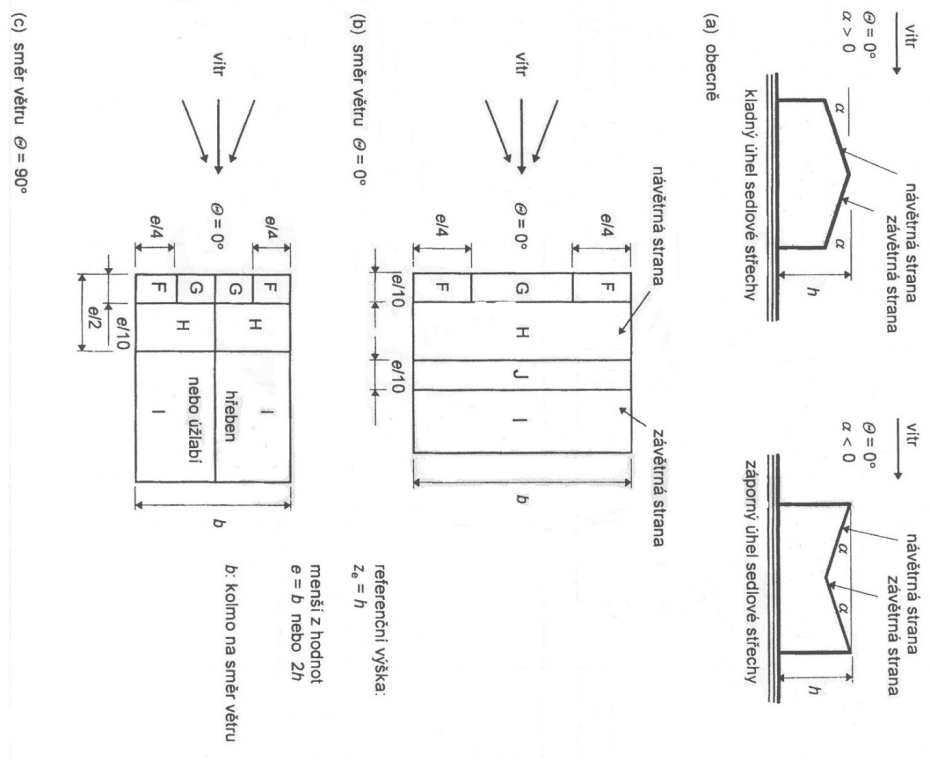 vítr
Θ = 0°
α > 0
α
α
návětrná strana
závětrná strana
h
kladný úhel sedlové střechy
vítr
Θ = 0°
α < 0
α
α
návětrná strana
závětrná strana
h
záporný úhel sedlové střechy
(a) obecně
návětrná strana
závětrná strana
vítr
Θ = 0°
e/4
e/4
F
G
F
H
J
I
e/10
e/10
b
(b) směr větru Θ = 0°
referenční výška:
zₑ = h
menší z hodnot
e = b nebo 2h
b: kolmo na směr větru
vítr
Θ = 0°
e/4
e/4
F
G
G
F
H
H
I
I
hřeben
nebo úžlabí
e/10
e/2
b
(c) směr větru Θ = 90°